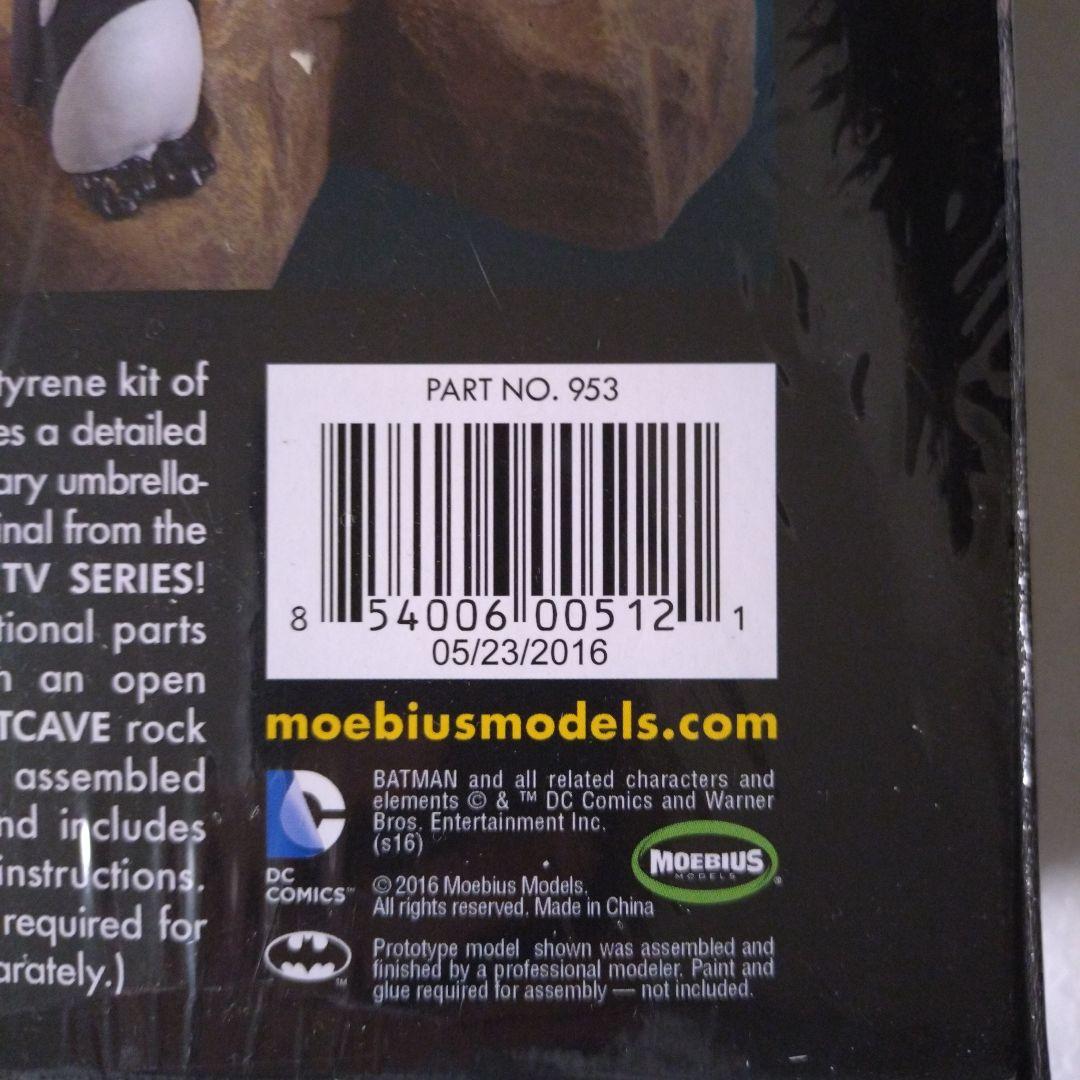 tyrene kit of
es a detailed
ary umbrella-
inal from the
TV SERIES!
tional parts
an open
TCAVE rock
assembled
nd includes
instructions.
required for
arately.)
PART NO. 953
8 54006 00512 1
05/23/2016
moebiusmodels.com
BATMAN and all related characters and
elements © & ™ DC Comics and Warner
Bros. Entertainment Inc.
(s16)
DC
COMICS™
MOEBIUS
MODELS
®
© 2016 Moebius Models.
All rights reserved. Made in China
Prototype model shown was assembled and
finished by a professional modeler. Paint and
glue required for assembly — not included.
™